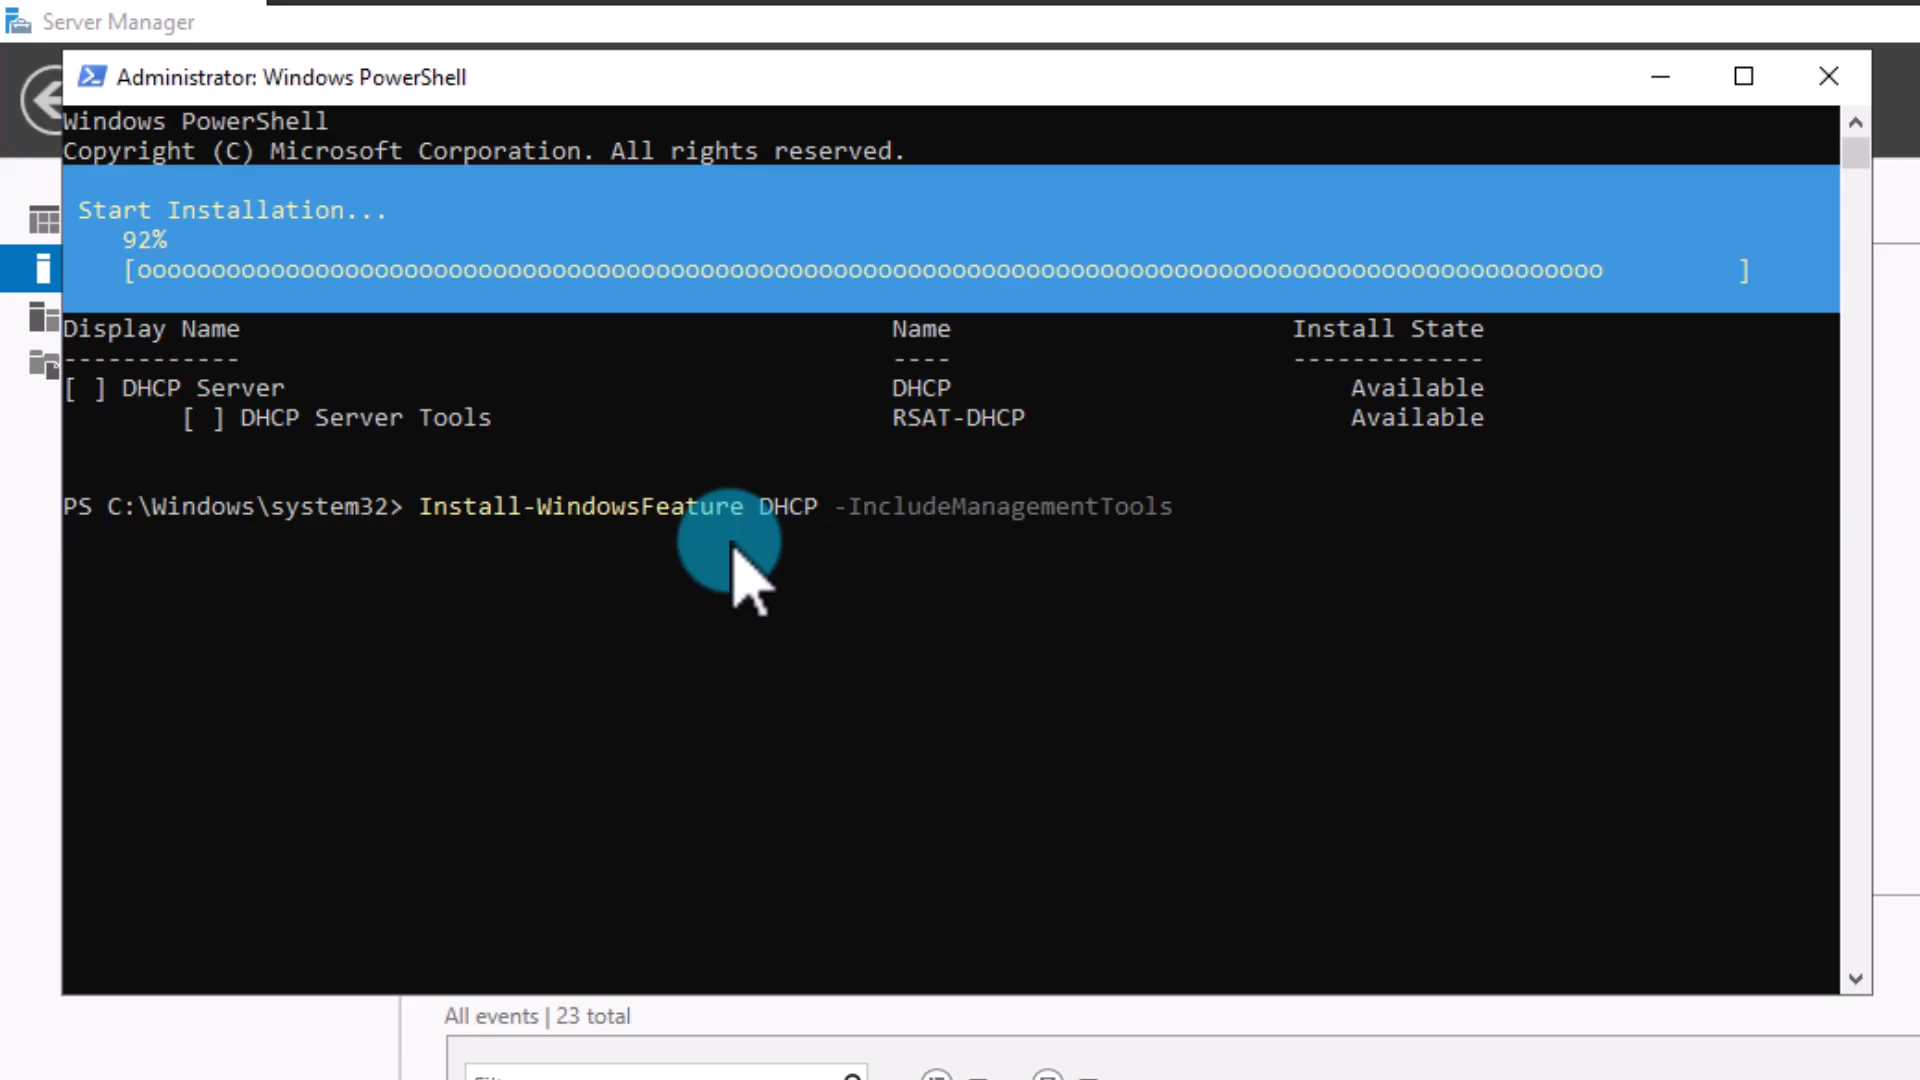 Server Manager
Administrator: Windows PowerShell
Windows PowerShell
Copyright (C) Microsoft Corporation. All rights reserved.
Start Installation...
92%
[ooooooooooooooooooooooooooooooooooooooooooooooooooooooooooooooooooooooooooooooooooooooooooooooooooo         ]
Display Name Name Install State
------------ ---- -------------
[ ] DHCP Server DHCP Available
[ ] DHCP Server Tools RSAT-DHCP Available
PS C:\Windows\system32> Install-WindowsFeature DHCP -IncludeManagementTools
All events | 23 total